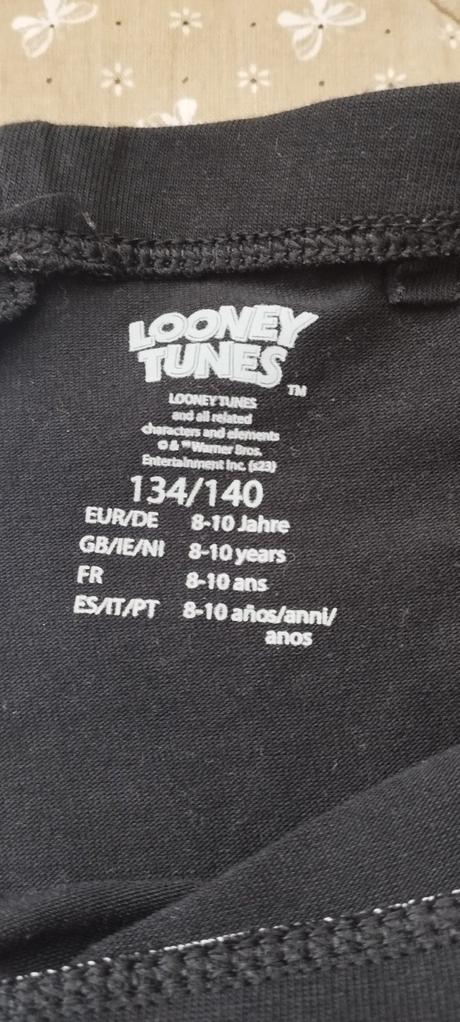 LOONEY
TUNES
TM
LOONEY TUNES
and all related
characters and elements
© & ™ Warner Bros.
Entertainment Inc. (s23)
134/140
EUR/DE 8-10 Jahre
GB/IE/NI 8-10 years
FR 8-10 ans
ES/IT/PT 8-10 años/anni/
anos